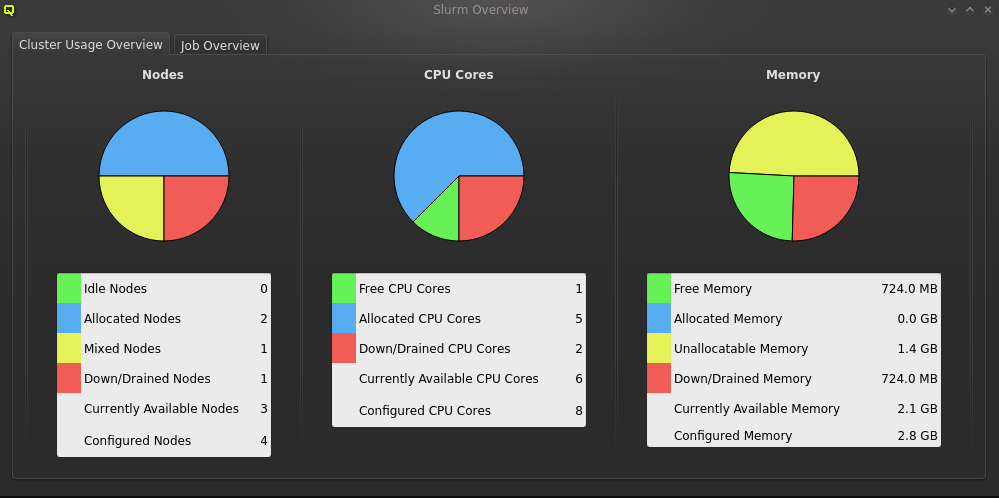 Slurm Overview
Cluster Usage Overview
Job Overview
Nodes
Idle Nodes 0
Allocated Nodes 2
Mixed Nodes 1
Down/Drained Nodes 1
Currently Available Nodes 3
Configured Nodes 4
CPU Cores
Free CPU Cores 1
Allocated CPU Cores 5
Down/Drained CPU Cores 2
Currently Available CPU Cores 6
Configured CPU Cores 8
Memory
Free Memory 724.0 MB
Allocated Memory 0.0 GB
Unallocatable Memory 1.4 GB
Down/Drained Memory 724.0 MB
Currently Available Memory 2.1 GB
Configured Memory 2.8 GB